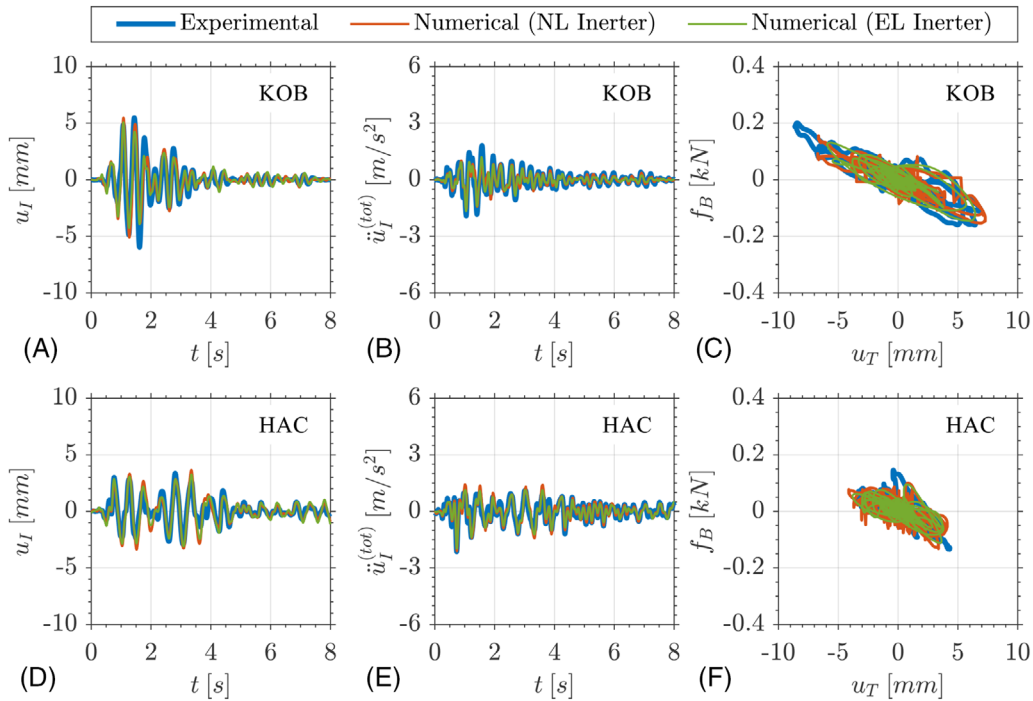 Experimental Numerical (NL Inerter) Numerical (EL Inerter)
10 5 0 -5 -10
u_I [mm]
KOB
0 2 4 6 8
(A) t [s]
6 3 0 -3 -6
ü_I^(tot) [m/s²]
KOB
0 2 4 6 8
(B) t [s]
0.4 0.2 0 -0.2 -0.4
f_B [kN]
KOB
-10 -5 0 5 10
(C) u_T [mm]
10 5 0 -5 -10
u_I [mm]
HAC
0 2 4 6 8
(D) t [s]
6 3 0 -3 -6
ü_I^(tot) [m/s²]
HAC
0 2 4 6 8
(E) t [s]
0.4 0.2 0 -0.2 -0.4
f_B [kN]
HAC
-10 -5 0 5 10
(F) u_T [mm]